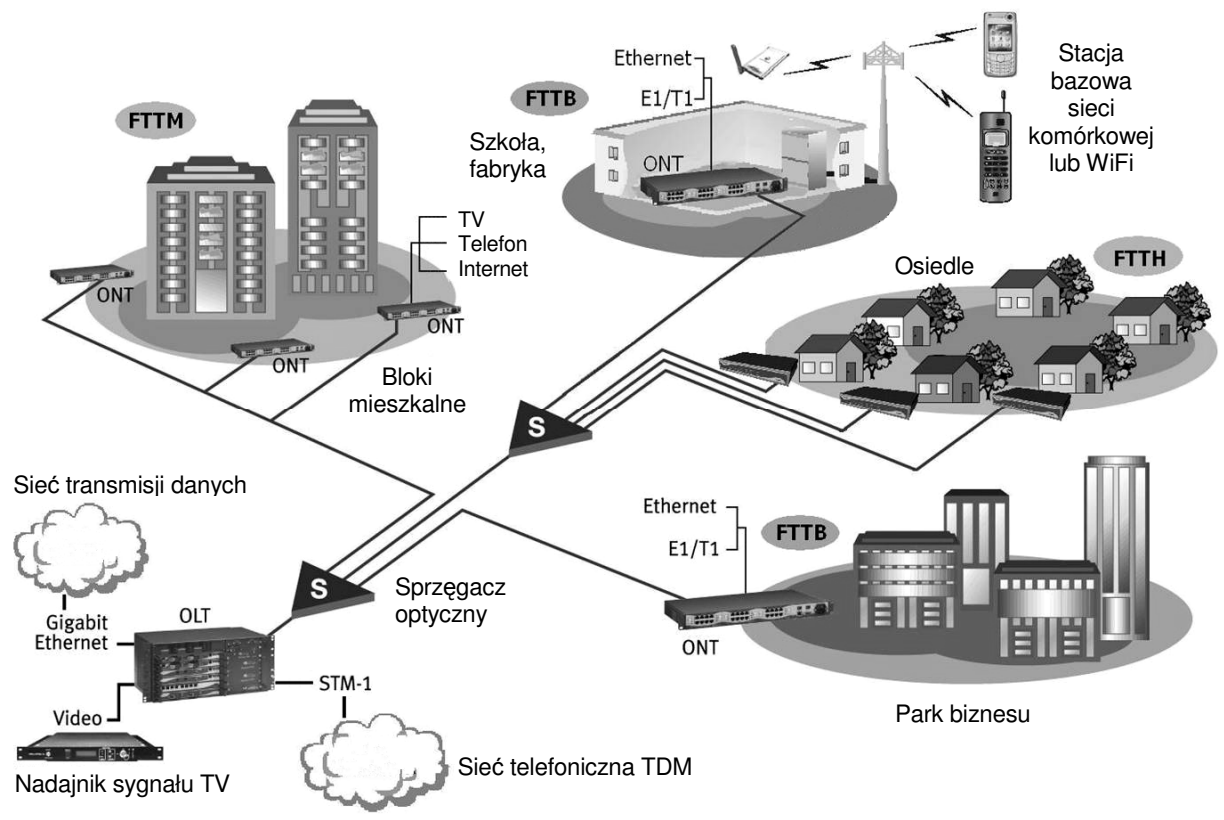 FTTM
TV
Telefon
Internet
ONT
ONT
ONT
Bloki
mieszkalne
FTTB
Szkoła,
fabryka
Ethernet
E1/T1
ONT
Stacja
bazowa
sieci
komórkowej
lub WiFi
Osiedle
FTTH
S
S
Sprzęgacz
optyczny
Sieć transmisji danych
Gigabit
Ethernet
OLT
STM-1
Video
Nadajnik sygnału TV
Sieć telefoniczna TDM
Ethernet
E1/T1
FTTB
ONT
Park biznesu